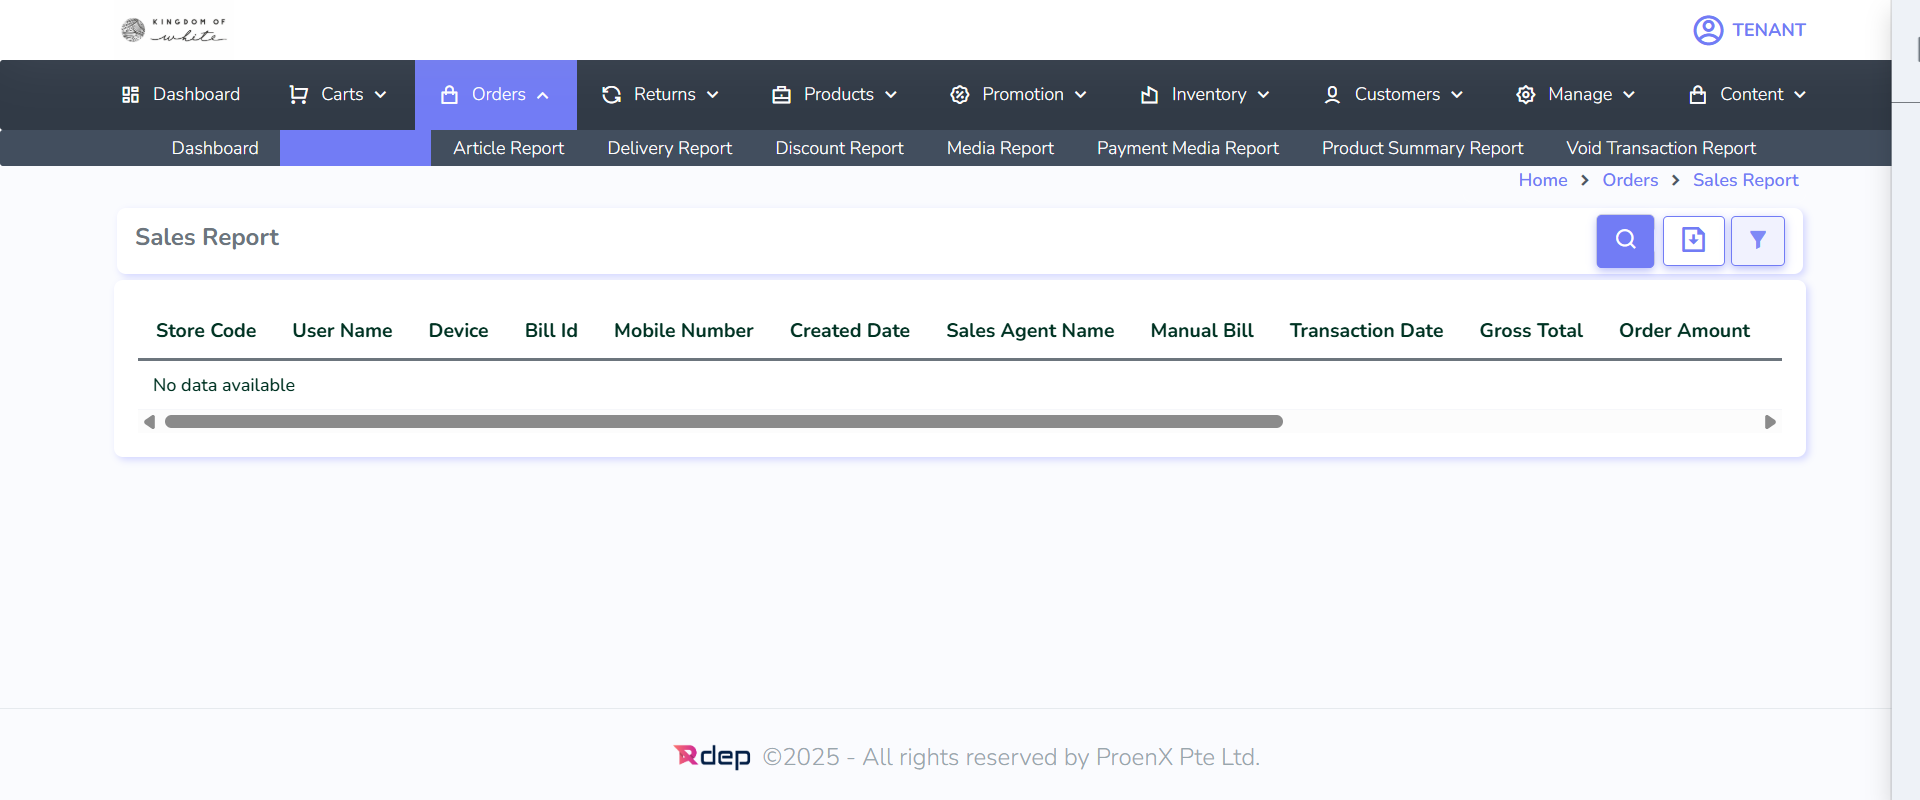 KINGDOM OF
white
TENANT
Dashboard Carts Orders Returns Products Promotion Inventory Customers Manage Content
Dashboard Article Report Delivery Report Discount Report Media Report Payment Media Report Product Summary Report Void Transaction Report
Home > Orders > Sales Report
Sales Report
Store Code User Name Device Bill Id Mobile Number Created Date Sales Agent Name Manual Bill Transaction Date Gross Total Order Amount
No data available
Rdep ©2025 - All rights reserved by ProenX Pte Ltd.